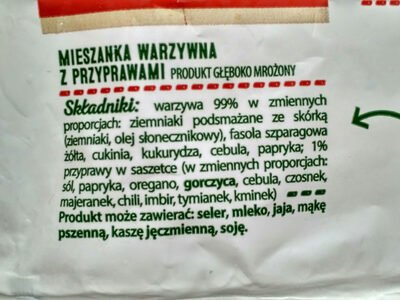 MIESZANKA WARZYWNA
Z PRZYPRAWAMI PRODUKT GŁĘBOKO MROŻONY
Składniki: warzywa 99% w zmiennych
proporcjach: ziemniaki podsmażane ze skórką
(ziemniaki, olej słonecznikowy), fasola szparagowa
żółta, cukinia, kukurydza, cebula, papryka; 1%
przyprawy w saszetce (w zmiennych proporcjach:
sól, papryka, oregano, gorczyca, cebula, czosnek,
majeranek, chili, imbir, tymianek, kminek)
Produkt może zawierać: seler, mleko, jaja, mąkę
pszenną, kaszę jęczmienną, soję.